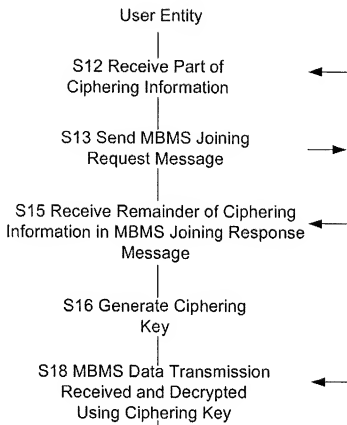 User Entity
S12 Receive Part of
Ciphering Information
S13 Send MBMS Joining
Request Message
S15 Receive Remainder of Ciphering
Information in MBMS Joining Response
Message
S16 Generate Ciphering
Key
S18 MBMS Data Transmission
Received and Decrypted
Using Ciphering Key